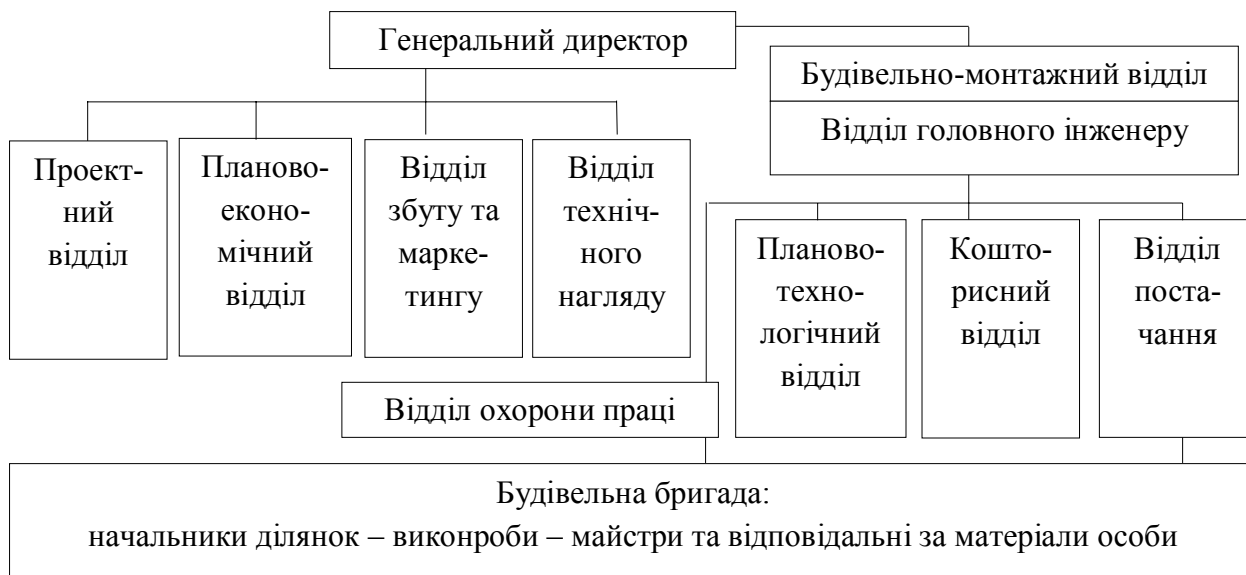 Генеральний директор
Будівельно-монтажний відділ
Відділ головного інженеру
Проект-
ний
відділ
Планово-
еконо-
мічний
відділ
Відділ
збуту та
марке-
тингу
Відділ
техніч-
ного
нагляду
Планово-
техно-
логічний
відділ
Кошто-
рисний
відділ
Відділ
поста-
чання
Відділ охорони праці
Будівельна бригада:
начальники ділянок – виконроби – майстри та відповідальні за матеріали особи